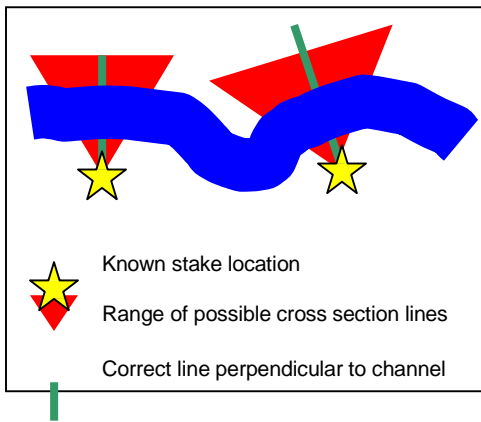 Known stake location
Range of possible cross section lines
Correct line perpendicular to channel